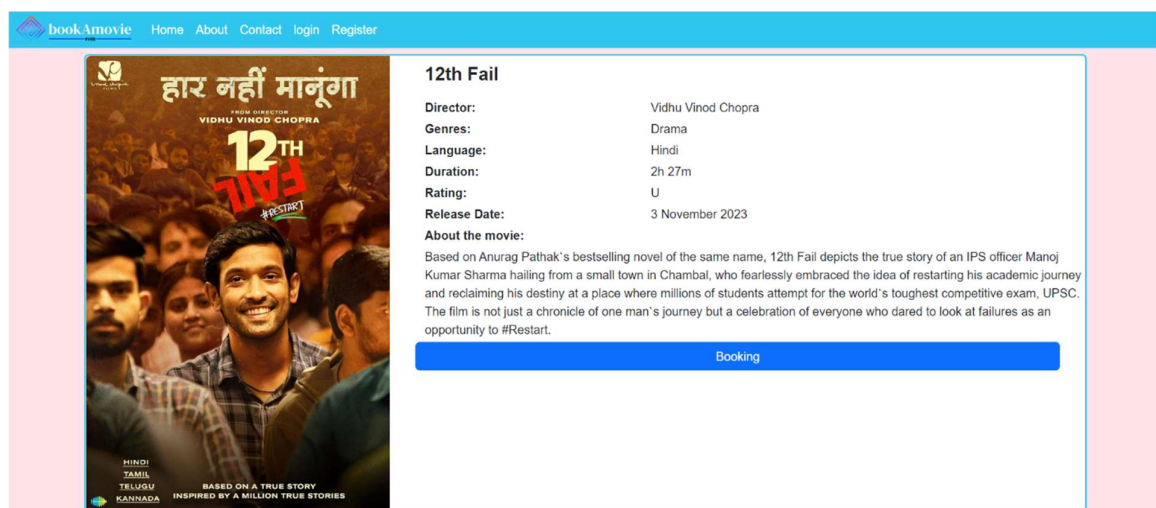 bookAmovie Home About Contact login Register
हार नहीं मानूंगा
FROM DIRECTOR
VIDHU VINOD CHOPRA
12TH
FAIL
#RESTART
HINDI
TAMIL
TELUGU
KANNADA
BASED ON A TRUE STORY
INSPIRED BY A MILLION TRUE STORIES
12th Fail
Director: Vidhu Vinod Chopra
Genres: Drama
Language: Hindi
Duration: 2h 27m
Rating: U
Release Date: 3 November 2023
About the movie:
Based on Anurag Pathak`s bestselling novel of the same name, 12th Fail depicts the true story of an IPS officer Manoj
Kumar Sharma hailing from a small town in Chambal, who fearlessly embraced the idea of restarting his academic journey
and reclaiming his destiny at a place where millions of students attempt for the world`s toughest competitive exam, UPSC.
The film is not just a chronicle of one man`s journey but a celebration of everyone who dared to look at failures as an
opportunity to #Restart.
Booking